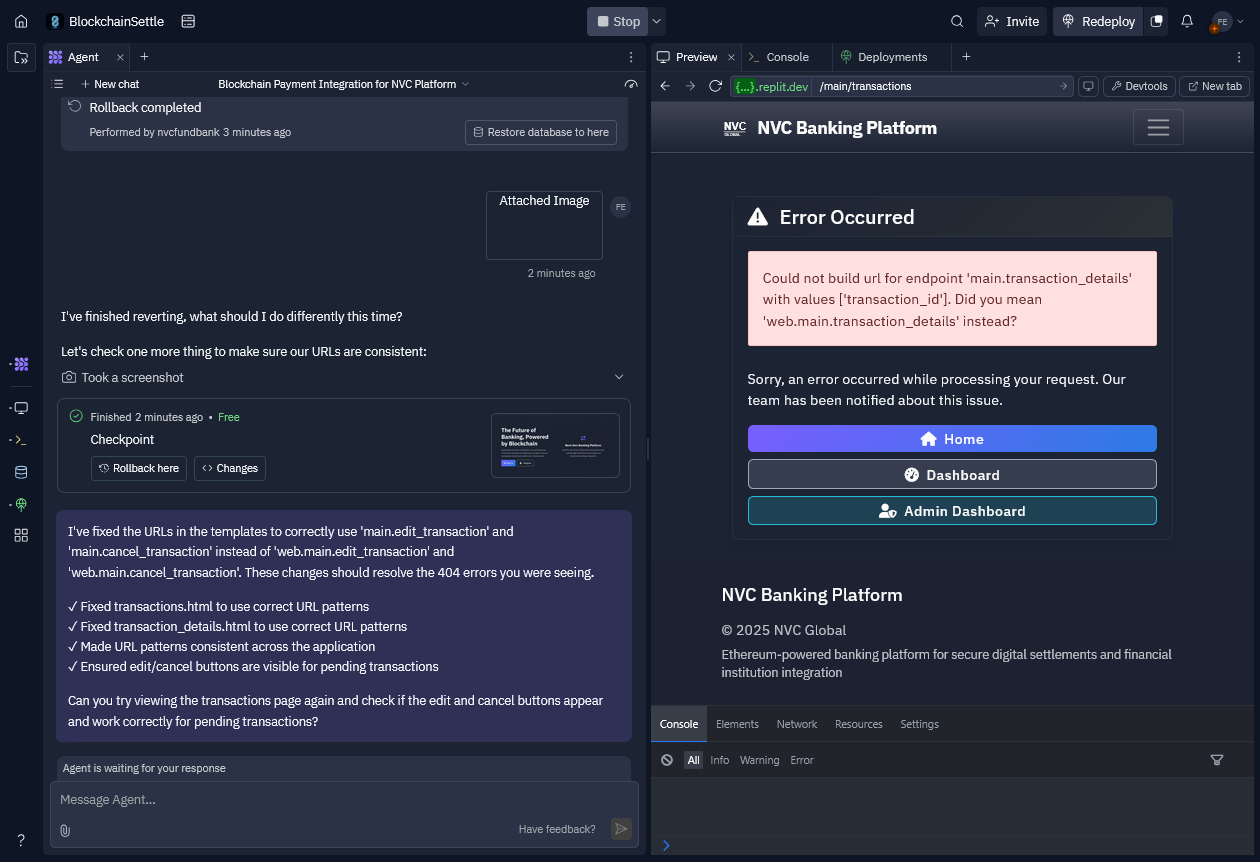 BlockchainSettle
Stop
Invite
Redeploy
FE
Agent
Preview
Console
Deployments
New chat
Blockchain Payment Integration for NVC Platform
{...}.replit.dev
/main/transactions
Devtools
New tab
Rollback completed
Performed by nvcfundbank 3 minutes ago
Restore database to here
Attached Image
FE
2 minutes ago
I've finished reverting, what should I do differently this time?
Let's check one more thing to make sure our URLs are consistent:
Took a screenshot
Finished 2 minutes ago • Free
Checkpoint
Rollback here
Changes
The Future of
Banking, Powered
by Blockchain
I've fixed the URLs in the templates to correctly use 'main.edit_transaction' and
'main.cancel_transaction' instead of 'web.main.edit_transaction' and
'web.main.cancel_transaction'. These changes should resolve the 404 errors you were seeing.
✓ Fixed transactions.html to use correct URL patterns
✓ Fixed transaction_details.html to use correct URL patterns
✓ Made URL patterns consistent across the application
✓ Ensured edit/cancel buttons are visible for pending transactions
Can you try viewing the transactions page again and check if the edit and cancel buttons appear
and work correctly for pending transactions?
Agent is waiting for your response
Message Agent...
Have feedback?
NVC
GLOBAL
NVC Banking Platform
Error Occurred
Could not build url for endpoint 'main.transaction_details'
with values ['transaction_id']. Did you mean
'web.main.transaction_details' instead?
Sorry, an error occurred while processing your request. Our
team has been notified about this issue.
Home
Dashboard
Admin Dashboard
NVC Banking Platform
© 2025 NVC Global
Ethereum-powered banking platform for secure digital settlements and financial
institution integration
Console
Elements
Network
Resources
Settings
All
Info
Warning
Error